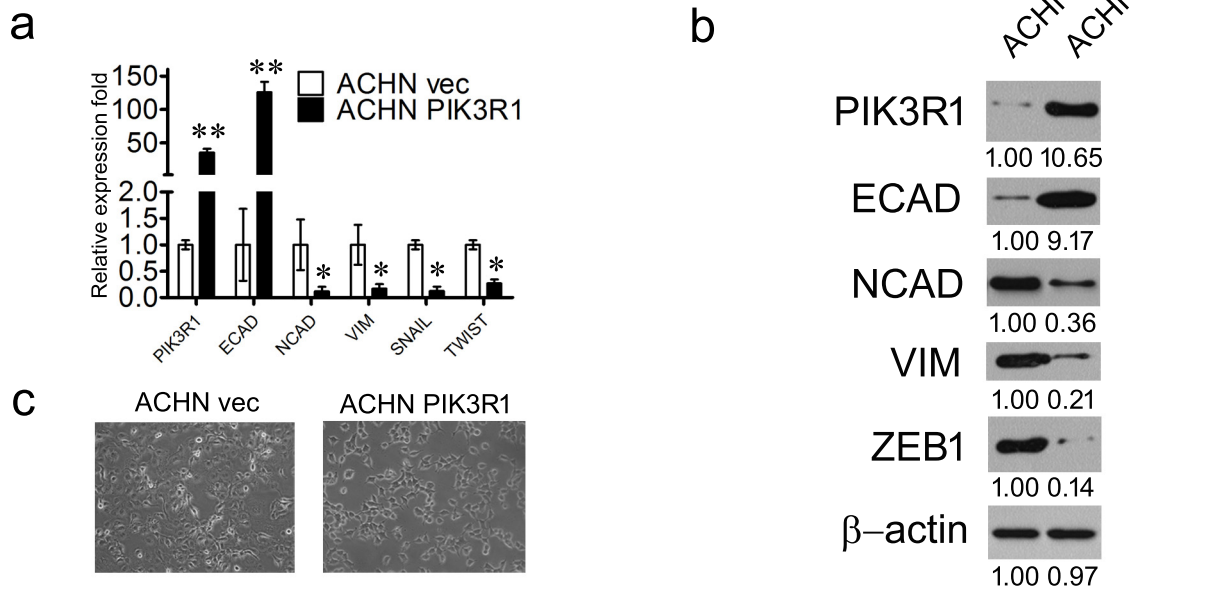 a
Relative expression fold
150
100
50
2.0
1.5
1.0
0.5
0.0
**
**
*
*
*
*
ACHN vec
ACHN PIK3R1
PIK3R1
ECAD
NCAD
VIM
SNAIL
TWIST
b
PIK3R1
1.00 10.65
ECAD
1.00 9.17
NCAD
1.00 0.36
VIM
1.00 0.21
ZEB1
1.00 0.14
β–actin
1.00 0.97
c
ACHN vec
ACHN PIK3R1